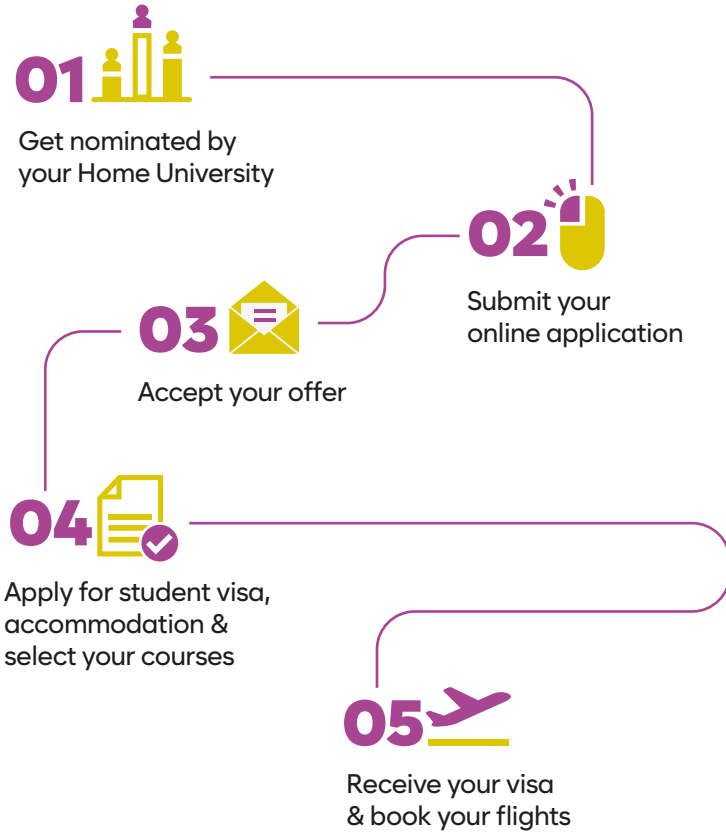 01
Get nominated by
your Home University
02
Submit your
online application
03
Accept your offer
04
Apply for student visa,
accommodation &
select your courses
05
Receive your visa
& book your flights